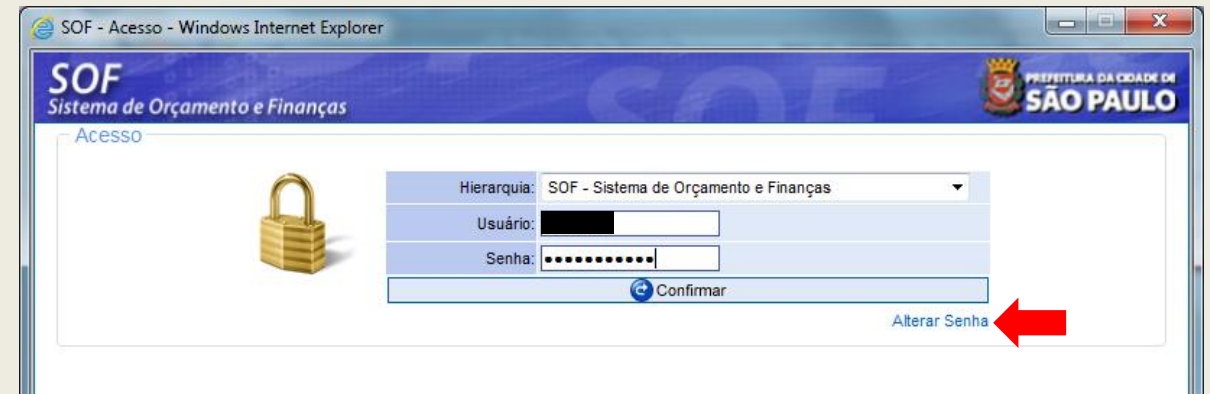 SOF - Acesso - Windows Internet Explorer
SOF
Sistema de Orçamento e Finanças
PREFEITURA DA CIDADE DE
SÃO PAULO
Acesso
Hierarquia: SOF - Sistema de Orçamento e Finanças
Usuário:
Senha: •••••••••••
Confirmar
Alterar Senha